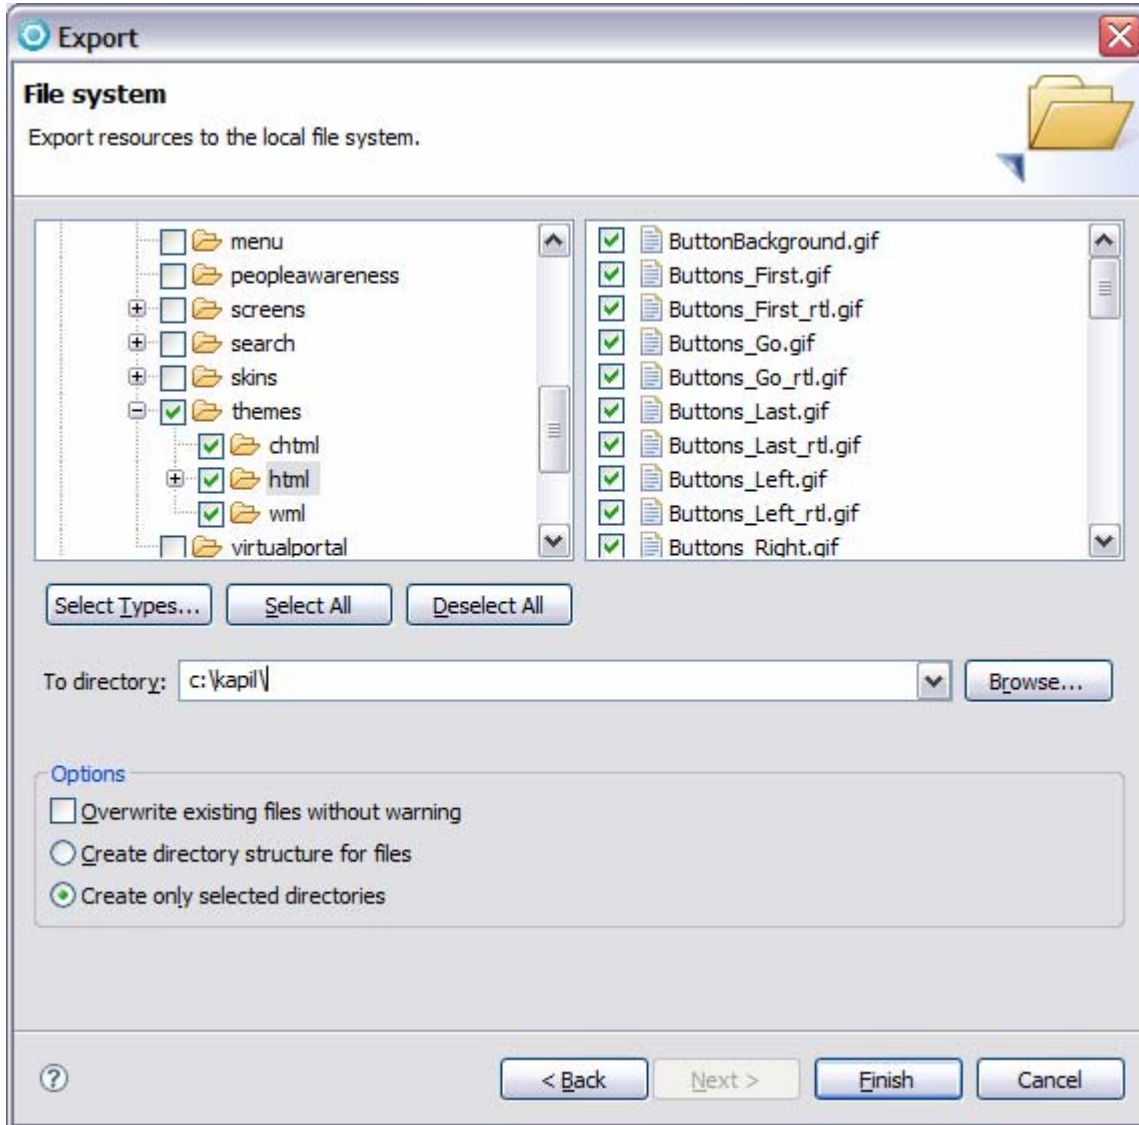 Export
File system
Export resources to the local file system.
menu
peopleawareness
screens
search
skins
themes
chtml
html
wml
virtualportal
ButtonBackground.gif
Buttons_First.gif
Buttons_First_rtl.gif
Buttons_Go.gif
Buttons_Go_rtl.gif
Buttons_Last.gif
Buttons_Last_rtl.gif
Buttons_Left.gif
Buttons_Left_rtl.gif
Buttons_Right.gif
Select Types... Select All Deselect All
To directory: c:\kapil\ Browse...
Options
Overwrite existing files without warning
Create directory structure for files
Create only selected directories
? < Back Next > Finish Cancel